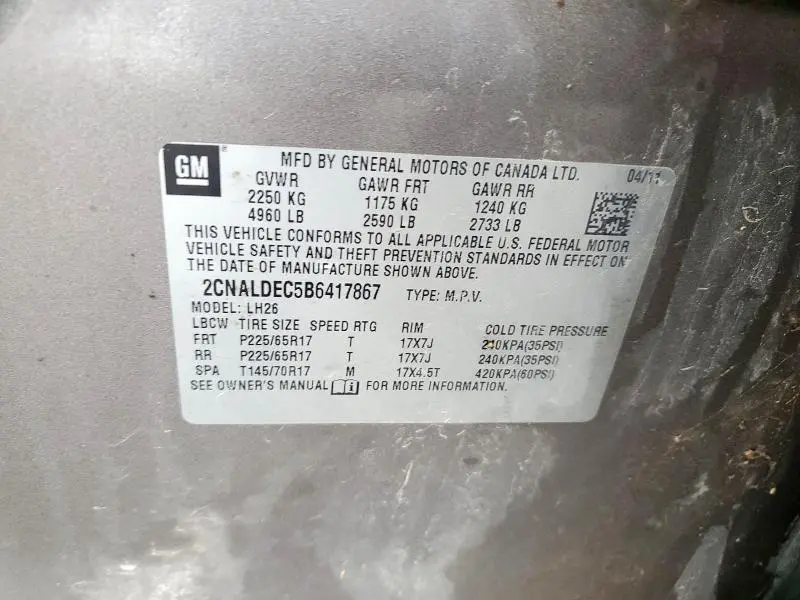 GM ® MFD BY GENERAL MOTORS OF CANADA LTD. 04/11
GVWR GAWR FRT GAWR RR
2250 KG 1175 KG 1240 KG
4960 LB 2590 LB 2733 LB
THIS VEHICLE CONFORMS TO ALL APPLICABLE U.S. FEDERAL MOTOR
VEHICLE SAFETY AND THEFT PREVENTION STANDARDS IN EFFECT ON
THE DATE OF MANUFACTURE SHOWN ABOVE.
2CNALDEC5B6417867 TYPE: M.P.V.
MODEL: LH26
LBCW TIRE SIZE SPEED RTG RIM COLD TIRE PRESSURE
FRT P225/65R17 T 17X7J 240KPA(35PSI)
RR P225/65R17 T 17X7J 240KPA(35PSI)
SPA T145/70R17 M 17X4.5T 420KPA(60PSI)
SEE OWNER'S MANUAL FOR MORE INFORMATION.